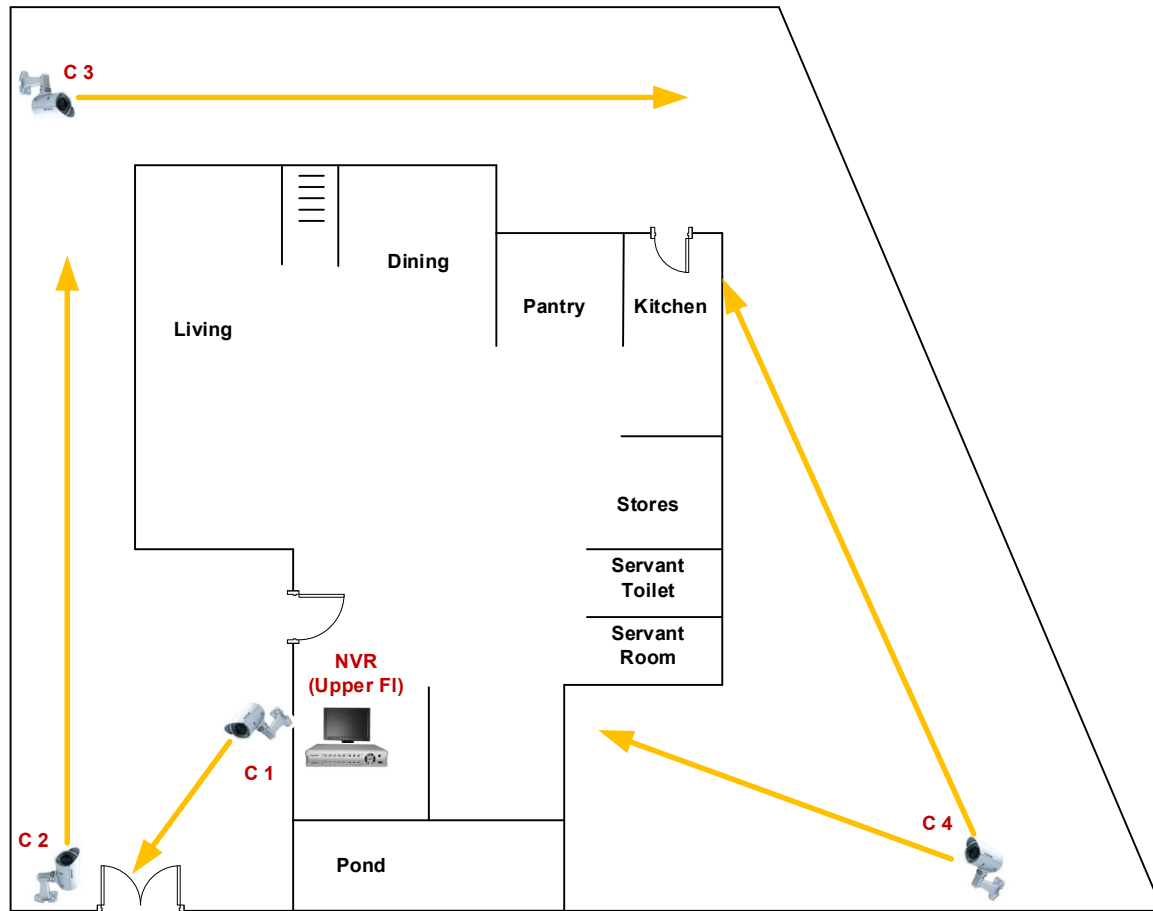 C 3
Dining
Pantry
Kitchen
Living
Stores
Servant
Toilet
Servant
Room
NVR
(Upper Fl)
C 1
C 2
C 4
Pond